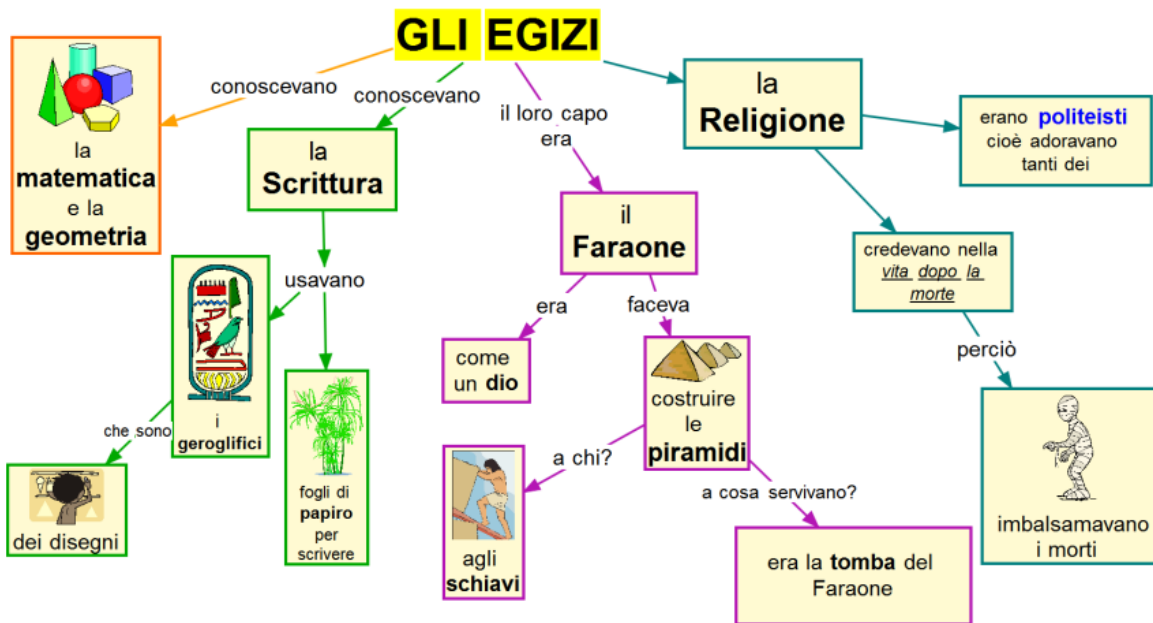 GLI EGIZI
conoscevano
la
matematica
e la
geometria
conoscevano
la
Scrittura
usavano
i
geroglifici
che sono
dei disegni
fogli di
papiro
per
scrivere
il loro capo
era
il
Faraone
era
come
un dio
faceva
costruire
le
piramidi
a chi?
agli
schiavi
a cosa servivano?
era la tomba del
Faraone
la
Religione
erano politeisti
cioè adoravano
tanti dei
credevano nella
vita dopo la
morte
perciò
imbalsamavano
i morti